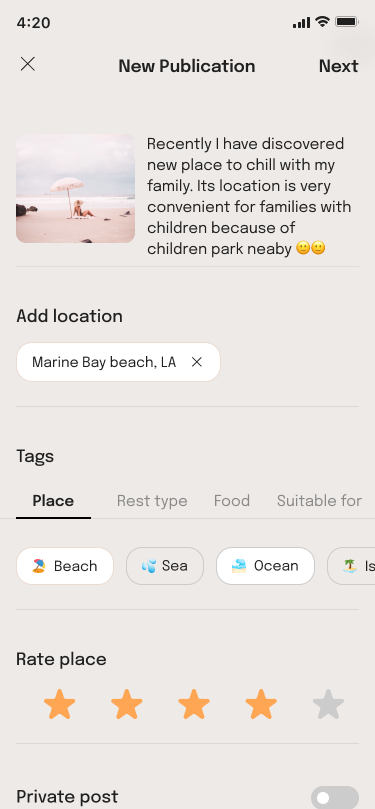 4:20
New Publication
Next
Recently I have discovered
new place to chill with my
family. Its location is very
convenient for families with
children because of
children park neaby 😀😀
Add location
Marine Bay beach, LA
Tags
Place
Rest type
Food
Suitable for
🏖 Beach
💦 Sea
🌊 Ocean
🏝 Is
Rate place
Private post